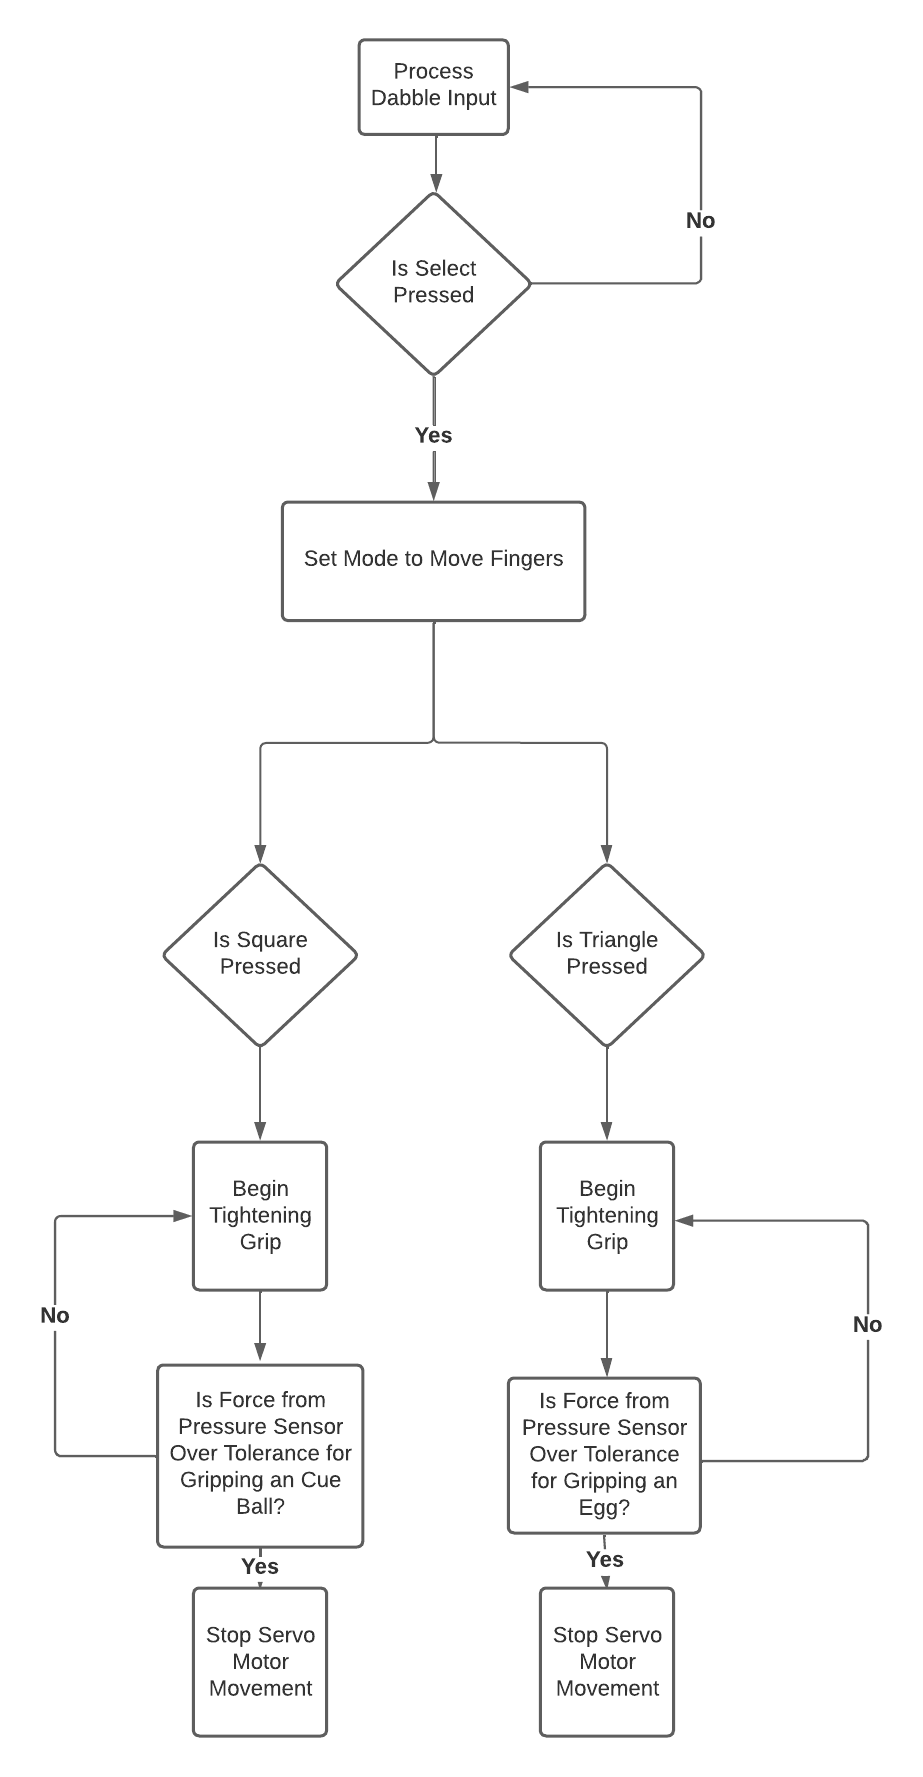 Process
Dabble Input
No
Is Select
Pressed
Yes
Set Mode to Move Fingers
Is Square
Pressed
Is Triangle
Pressed
Begin
Tightening
Grip
Begin
Tightening
Grip
No
No
Is Force from
Pressure Sensor
Over Tolerance for
Gripping an Cue
Ball?
Is Force from
Pressure Sensor
Over Tolerance
for Gripping an
Egg?
Yes
Yes
Stop Servo
Motor
Movement
Stop Servo
Motor
Movement